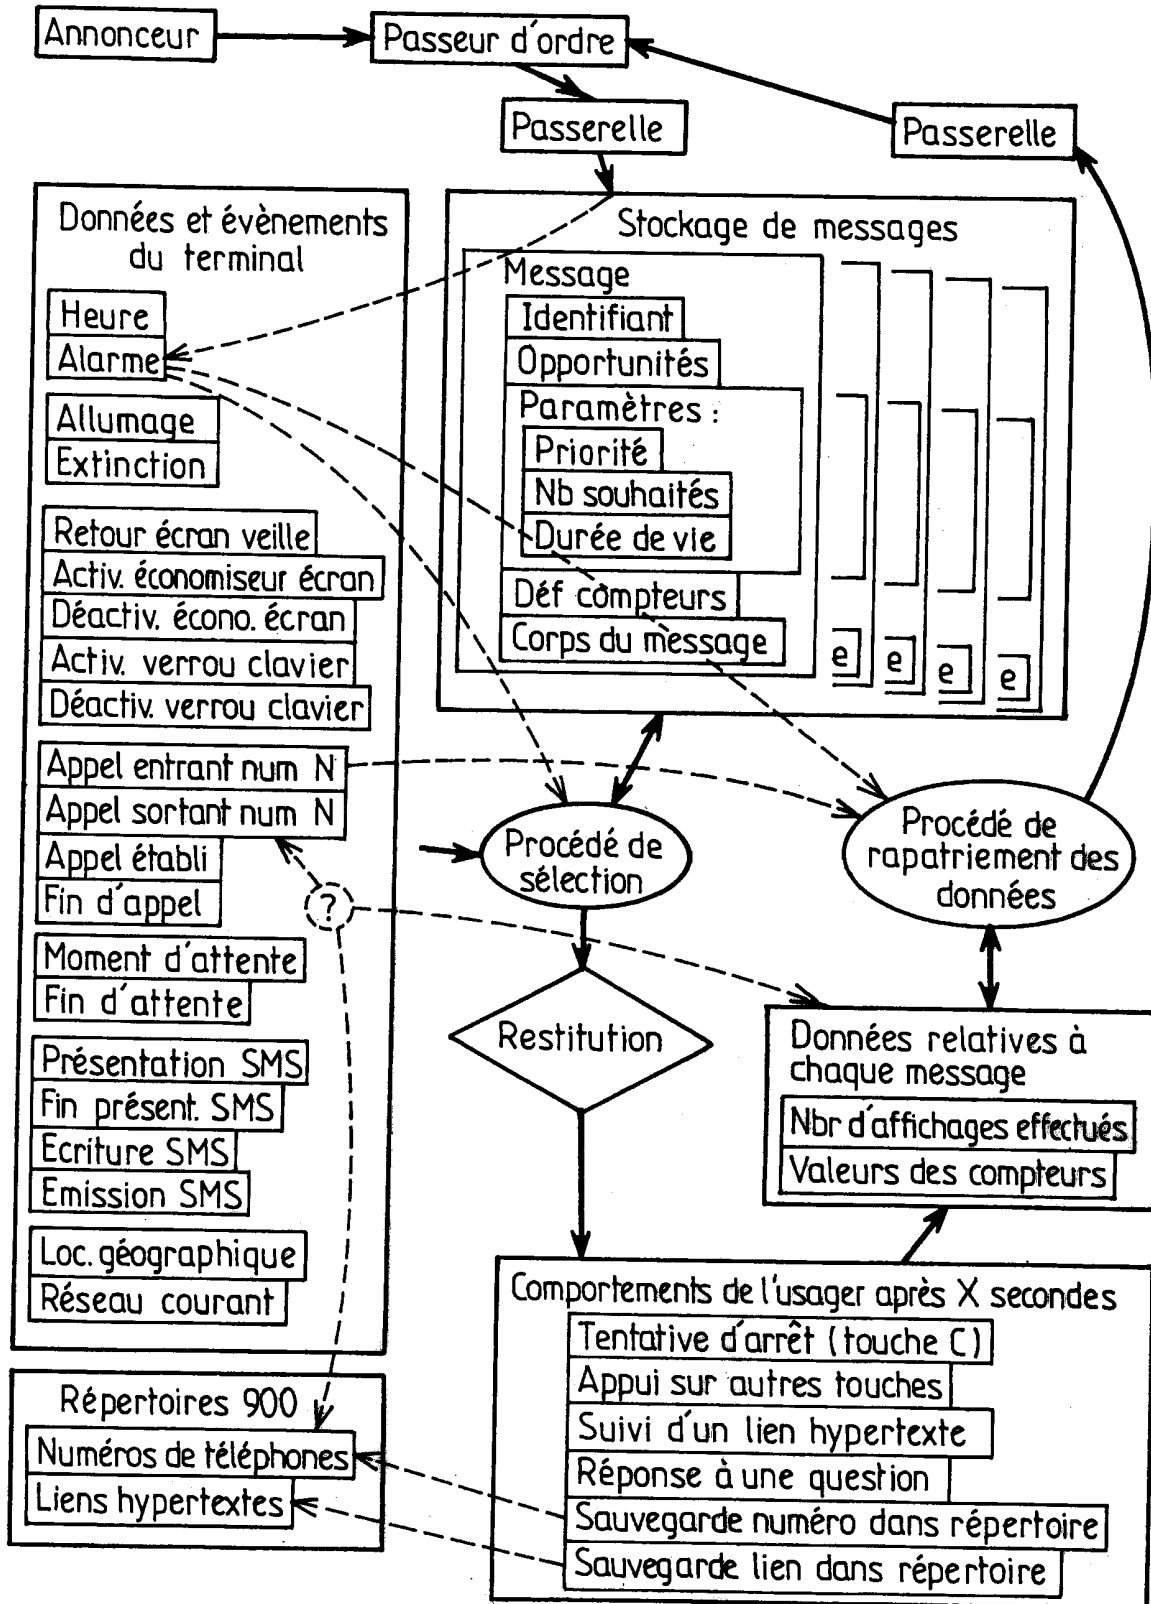 Annonceur
Passeur d'ordre
Passerelle
Passerelle
Données et évènements
du terminal
Heure
Alarme
Allumage
Extinction
Retour écran veille
Activ. économiseur écran
Déactiv. écono. écran
Activ. verrou clavier
Déactiv. verrou clavier
Appel entrant num N
Appel sortant num N
Appel établi
Fin d'appel
?
Moment d'attente
Fin d'attente
Présentation SMS
Fin présent. SMS
Ecriture SMS
Emission SMS
Loc. géographique
Réseau courant
Répertoires 900
Numéros de téléphones
Liens hypertextes
Stockage de messages
Message
Identifiant
Opportunités
Paramètres :
Priorité
Nb souhaités
Durée de vie
Déf compteurs
Corps du message
e
e
e
e
Procédé de
sélection
Procédé de
rapatriement des
données
Restitution
Données relatives à
chaque message
Nbr d'affichages effectués
Valeurs des compteurs
Comportements de l'usager après X secondes
Tentative d'arrêt (touche C)
Appui sur autres touches
Suivi d'un lien hypertexte
Réponse à une question
Sauvegarde numéro dans répertoire
Sauvegarde lien dans répertoire